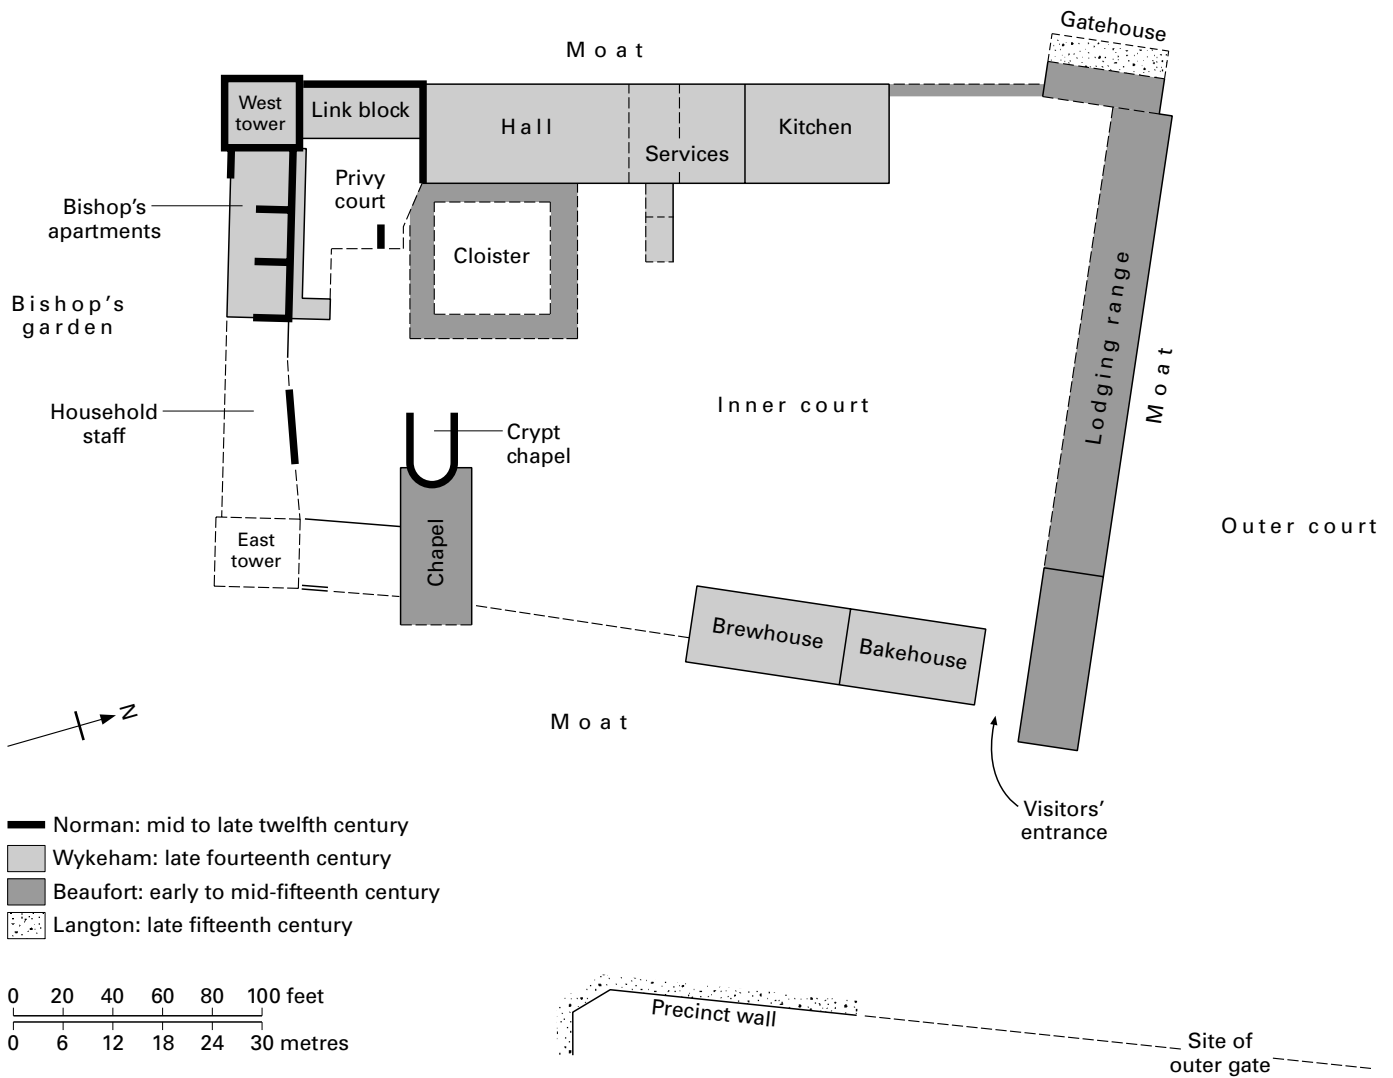 Gatehouse
Moat
West
tower
Link block
Hall
Services
Kitchen
Privy
court
Bishop's
apartments
Cloister
Bishop's
garden
Lodging range
Moat
Household
staff
Inner court
Crypt
chapel
Outer court
East
tower
Chapel
Brewhouse
Bakehouse
Moat
N
Visitors'
entrance
Norman: mid to late twelfth century
Wykeham: late fourteenth century
Beaufort: early to mid-fifteenth century
Langton: late fifteenth century
0 20 40 60 80 100 feet
0 6 12 18 24 30 metres
Precinct wall
Site of
outer gate